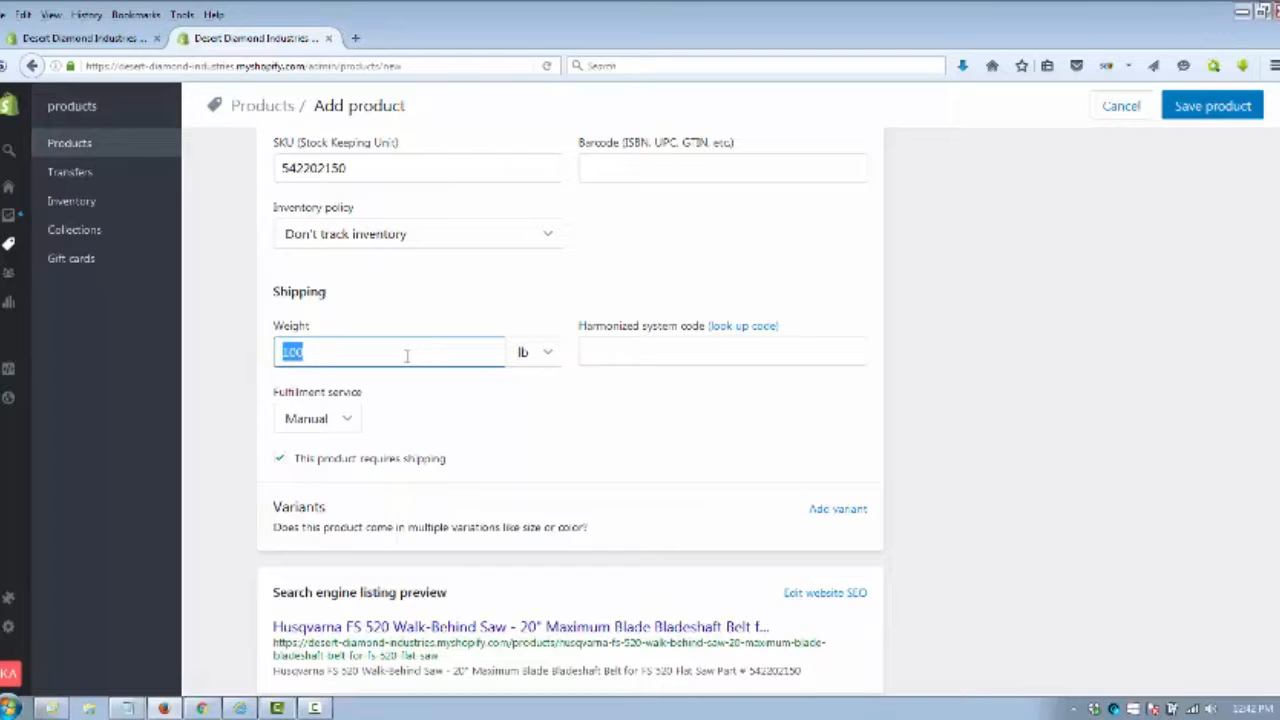 Edit View History Bookmarks Tools Help
Desert Diamond Industries ... × Desert Diamond Industries ... × +
https://desert-diamond-industries.myshopify.com/admin/products/new Search
products Products / Add product Cancel Save product
Products
Transfers
Inventory
Collections
Gift cards
SKU (Stock Keeping Unit) Barcode (ISBN, UPC, GTIN, etc.)
542202150
Inventory policy
Don't track inventory
Shipping
Weight Harmonized system code (look up code)
100 lb
Fulfillment service
Manual
This product requires shipping
Variants Add variant
Does this product come in multiple variations like size or color?
Search engine listing preview Edit website SEO
Husqvarna FS 520 Walk-Behind Saw - 20" Maximum Blade Bladeshaft Belt f...
https://desert-diamond-industries.myshopify.com/products/husqvarna-fs-520-walk-behind-saw-20-maximum-blade-
bladeshaft-belt-for-fs-520-flat-saw
Husqvarna FS 520 Walk-Behind Saw - 20" Maximum Blade Bladeshaft Belt for FS 520 Flat Saw Part # 542202150
KA
12:42 PM